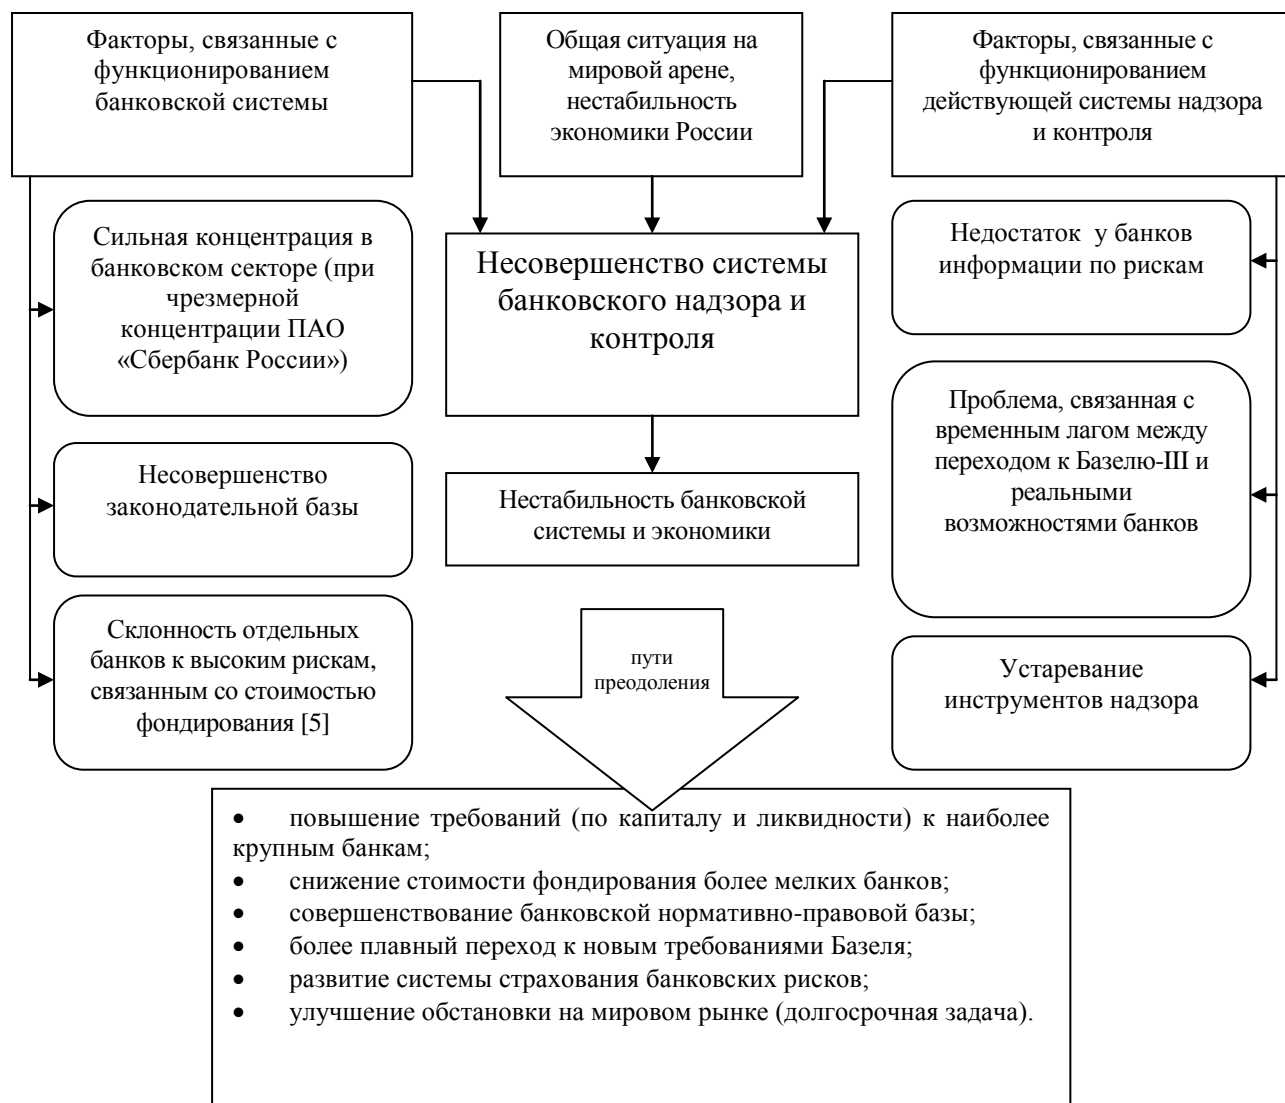 Факторы, связанные с
функционированием
банковской системы
Общая ситуация на
мировой арене,
нестабильность
экономики России
Факторы, связанные с
функционированием
действующей системы надзора
и контроля
Сильная концентрация в
банковском секторе (при
чрезмерной
концентрации ПАО
«Сбербанк России»)
Несовершенство системы
банковского надзора и
контроля
Недостаток у банков
информации по рискам
Проблема, связанная с
временным лагом между
переходом к Базелю-III и
реальными
возможностями банков
Несовершенство
законодательной базы
Нестабильность банковской
системы и экономики
Склонность отдельных
банков к высоким рискам,
связанным со стоимостью
фондирования [5]
пути
преодоления
Устаревание
инструментов надзора
• повышение требований (по капиталу и ликвидности) к наиболее
крупным банкам;
• снижение стоимости фондирования более мелких банков;
• совершенствование банковской нормативно-правовой базы;
• более плавный переход к новым требованиями Базеля;
• развитие системы страхования банковских рисков;
• улучшение обстановки на мировом рынке (долгосрочная задача).